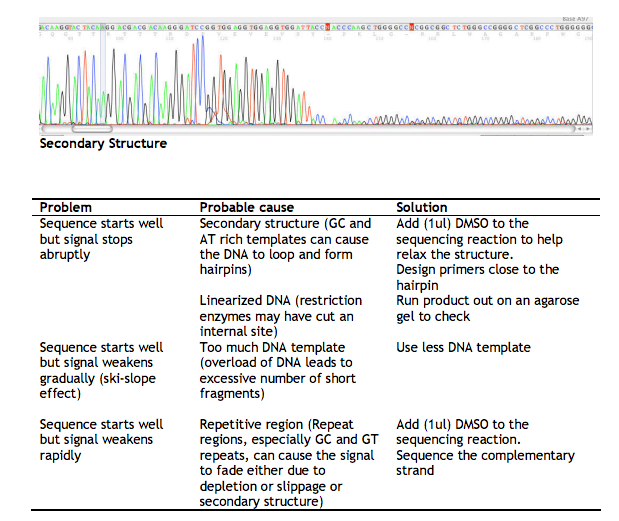 Base A97
Secondary Structure
Problem Probable cause Solution
Sequence starts well Secondary structure (GC and Add (1ul) DMSO to the
but signal stops AT rich templates can cause sequencing reaction to help
abruptly the DNA to loop and form relax the structure.
hairpins) Design primers close to the
hairpin
Linearized DNA (restriction Run product out on an agarose
enzymes may have cut an gel to check
internal site)
Sequence starts well Too much DNA template Use less DNA template
but signal weakens (overload of DNA leads to
gradually (ski-slope excessive number of short
effect) fragments)
Sequence starts well Repetitive region (Repeat Add (1ul) DMSO to the
but signal weakens regions, especially GC and GT sequencing reaction.
rapidly repeats, can cause the signal Sequence the complementary
to fade either due to strand
depletion or slippage or
secondary structure)